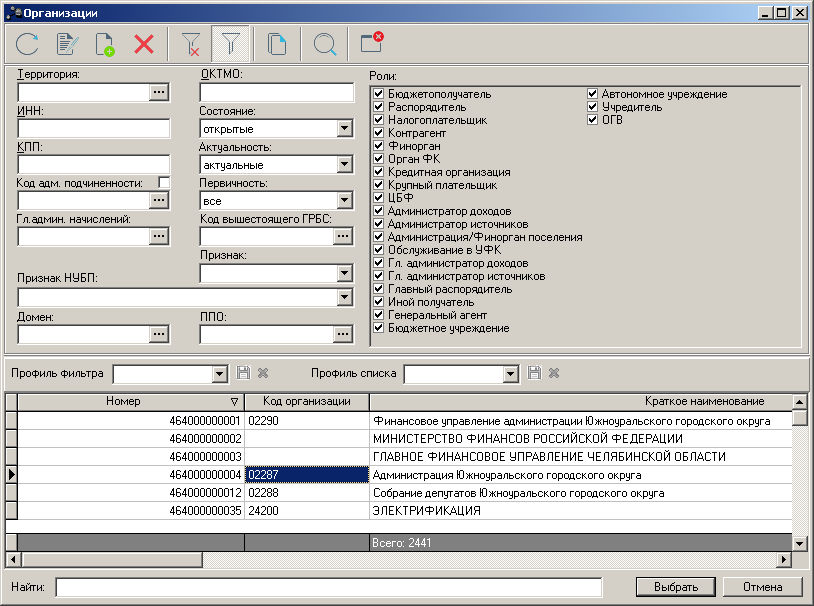 Организации
Территория:
ОКТМО:
Роли:
ИНН:
Состояние:
открытые
КПП:
Актуальность:
актуальные
Код адм. подчиненности:
Первичность:
все
Гл.админ. начислений:
Код вышестоящего ГРБС:
Признак:
Признак НУБП:
Домен:
ППО:
Бюджетополучатель
Распорядитель
Налогоплательщик
Контрагент
Финорган
Орган ФК
Кредитная организация
Крупный плательщик
ЦБФ
Администратор доходов
Администратор источников
Администрация/Финорган поселения
Обслуживание в УФК
Гл. администратор доходов
Гл. администратор источников
Главный распорядитель
Иной получатель
Генеральный агент
Бюджетное учреждение
Автономное учреждение
Учредитель
ОГВ
Профиль фильтра
Профиль списка
Номер Код организации Краткое наименование
464000000001 02290 Финансовое управление администрации Южноуральского городского округа
464000000002 МИНИСТЕРСТВО ФИНАНСОВ РОССИЙСКОЙ ФЕДЕРАЦИИ
464000000003 ГЛАВНОЕ ФИНАНСОВОЕ УПРАВЛЕНИЕ ЧЕЛЯБИНСКОЙ ОБЛАСТИ
464000000004 02287 Администрация Южноуральского городского округа
464000000012 02288 Собрание депутатов Южноуральского городского округа
464000000035 24200 ЭЛЕКТРИФИКАЦИЯ
Всего: 2441
Найти:
Выбрать
Отмена